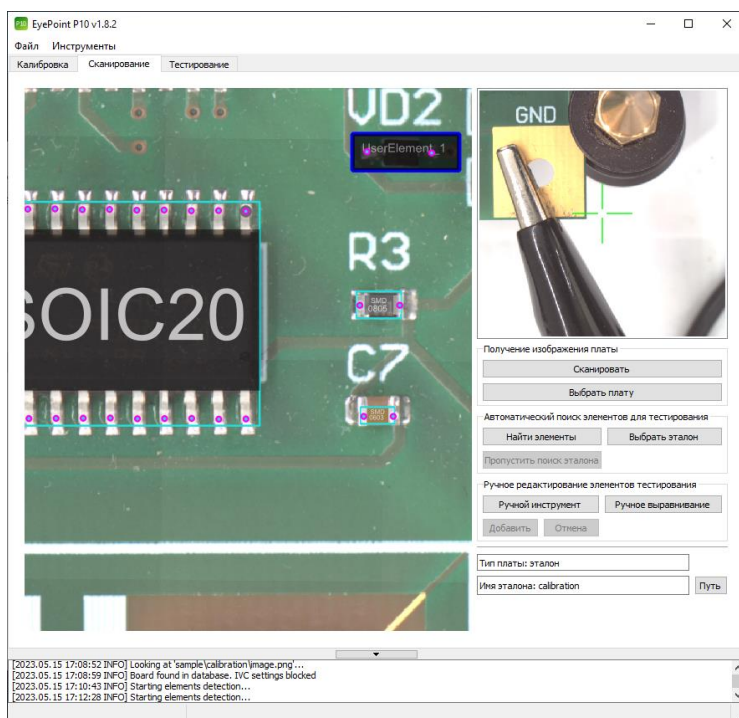 EyePoint P10 v1.8.2
Файл Инструменты
Калибровка Сканирование Тестирование
VD2
UserElement_1
R3
SMD
0805
SOIC20
C7
SMD
0603
GND
Получение изображения платы
Сканировать
Выбрать плату
Автоматический поиск элементов для тестирования
Найти элементы Выбрать эталон
Пропустить поиск эталона
Ручное редактирование элементов тестирования
Ручной инструмент Ручное выравнивание
Добавить Отмена
Тип платы: эталон
Имя эталона: calibration Путь
[2023.05.15 17:08:52 INFO] Looking at 'sample\calibration\image.png'...
[2023.05.15 17:08:59 INFO] Board found in database. IVC settings blocked
[2023.05.15 17:10:43 INFO] Starting elements detection...
[2023.05.15 17:12:28 INFO] Starting elements detection...